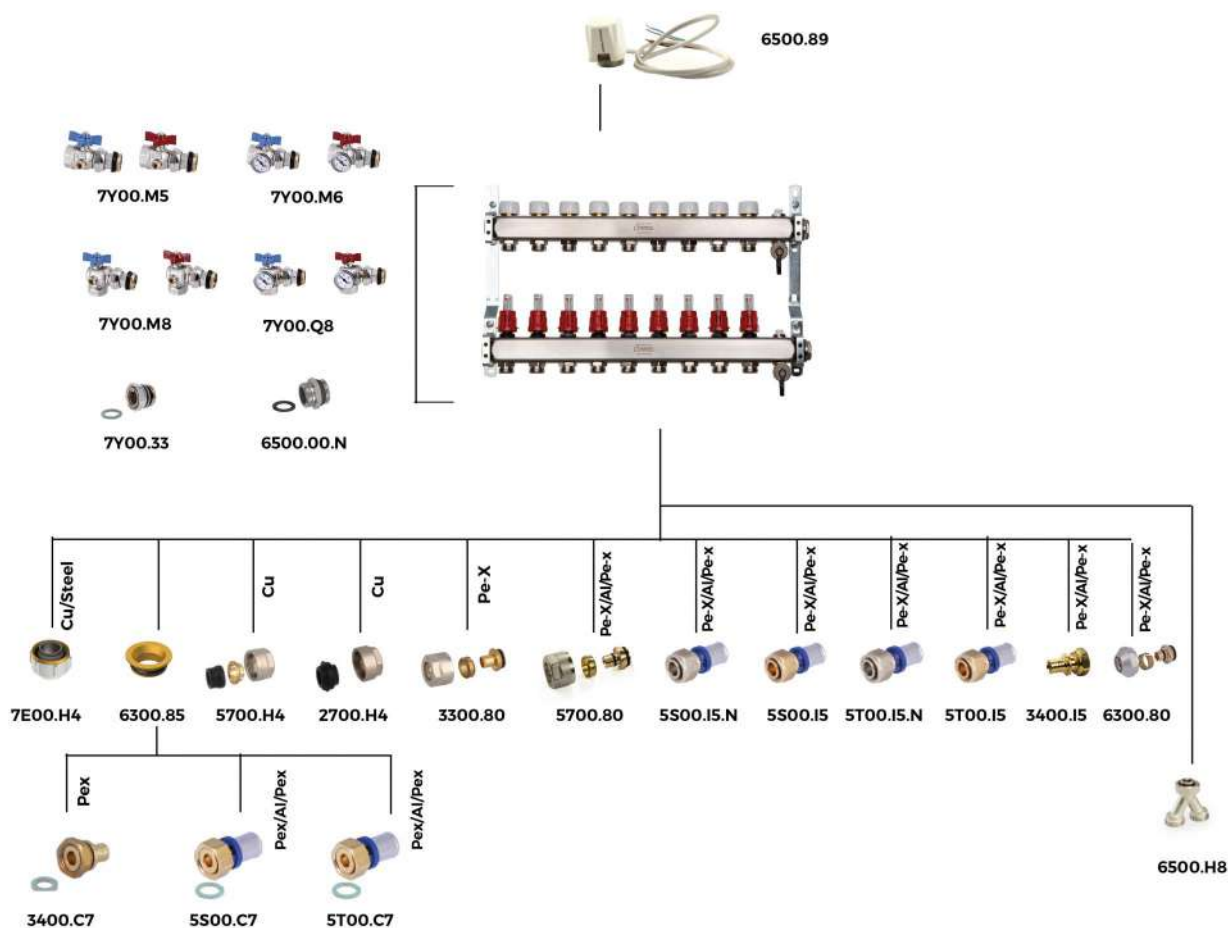 6500.89
7Y00.M5
7Y00.M6
7Y00.M8
7Y00.Q8
7Y00.33
6500.00.N
Cu/Steel
Cu
Cu
Pe-X
Pe-X/Al/Pe-x
Pe-X/Al/Pe-x
Pe-X/Al/Pe-x
Pe-X/Al/Pe-x
Pe-X/Al/Pe-x
Pe-X/Al/Pe-x
Pe-X/Al/Pe-x
7E00.H4
6300.85
5700.H4
2700.H4
3300.80
5700.80
5S00.I5.N
5S00.I5
5T00.I5.N
5T00.I5
3400.I5
6300.80
Pex
Pex/Al/Pex
Pex/Al/Pex
6500.H8
3400.C7
5S00.C7
5T00.C7